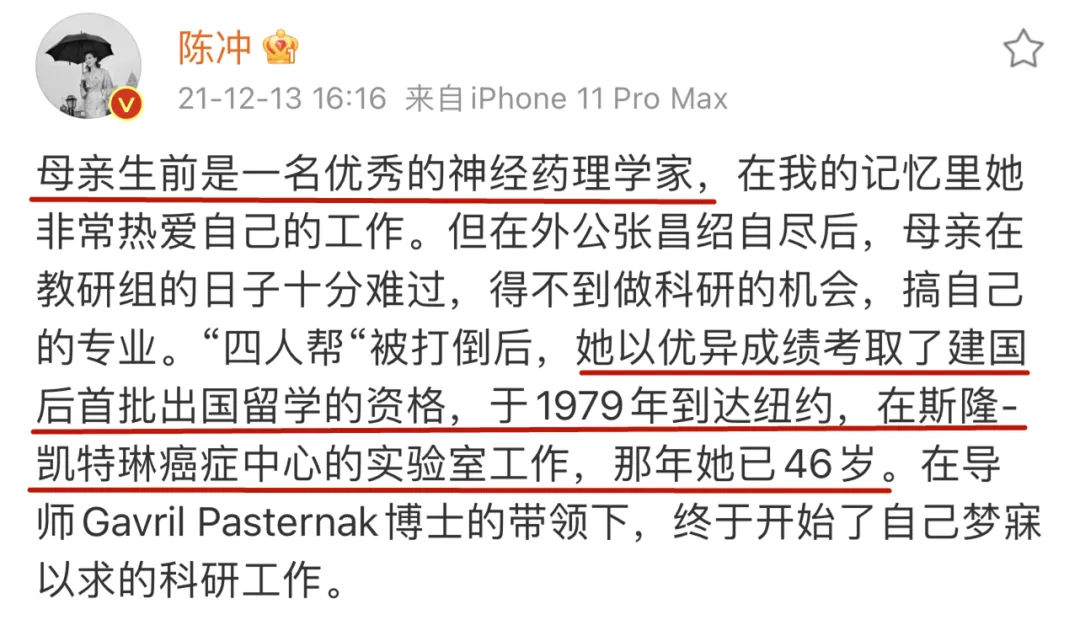 陈冲
21-12-13 16:16 来自iPhone 11 Pro Max
母亲生前是一名优秀的神经药理学家，在我的记忆里她
非常热爱自己的工作。但在外公张昌绍自尽后，母亲在
教研组的日子十分难过，得不到做科研的机会，搞自己
的专业。“四人帮“被打倒后，她以优异成绩考取了建国
后首批出国留学的资格，于1979年到达纽约，在斯隆-
凯特琳癌症中心的实验室工作，那年她已46岁。在导
师Gavril Pasternak博士的带领下，终于开始了自己梦寐
以求的科研工作。